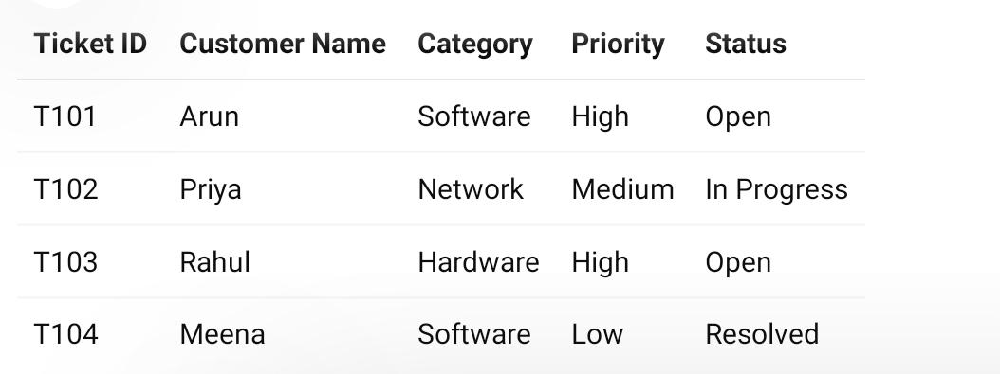 Ticket ID Customer Name Category Priority Status
T101 Arun Software High Open
T102 Priya Network Medium In Progress
T103 Rahul Hardware High Open
T104 Meena Software Low Resolved